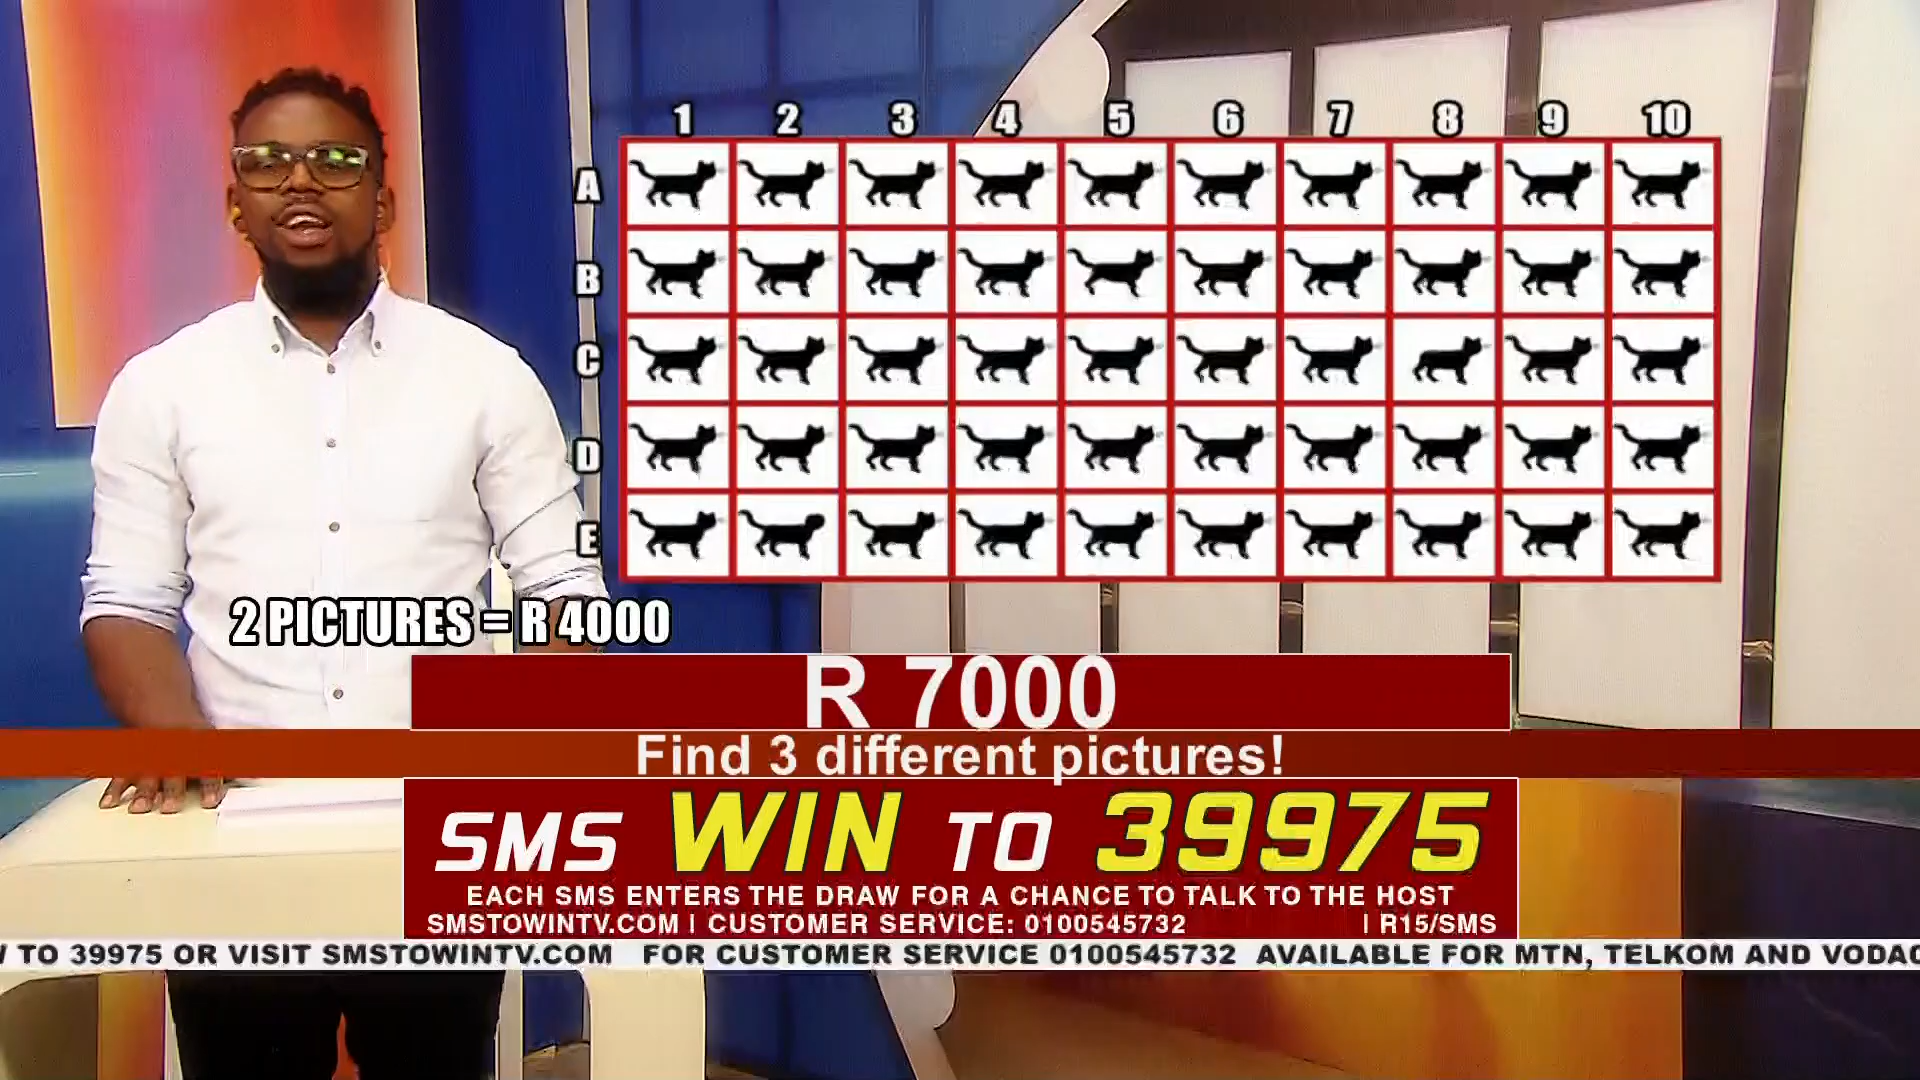 1 2 3 4 5 6 7 8 9 10
A
B
C
D
E
2 PICTURES = R 4000
R 7000
Find 3 different pictures!
SMS WIN TO 39975
EACH SMS ENTERS THE DRAW FOR A CHANCE TO TALK TO THE HOST
SMSTOWINTV.COM | CUSTOMER SERVICE: 0100545732 | R15/SMS
TO 39975 OR VISIT SMSTOWINTV.COM FOR CUSTOMER SERVICE 0100545732 AVAILABLE FOR MTN, TELKOM AND